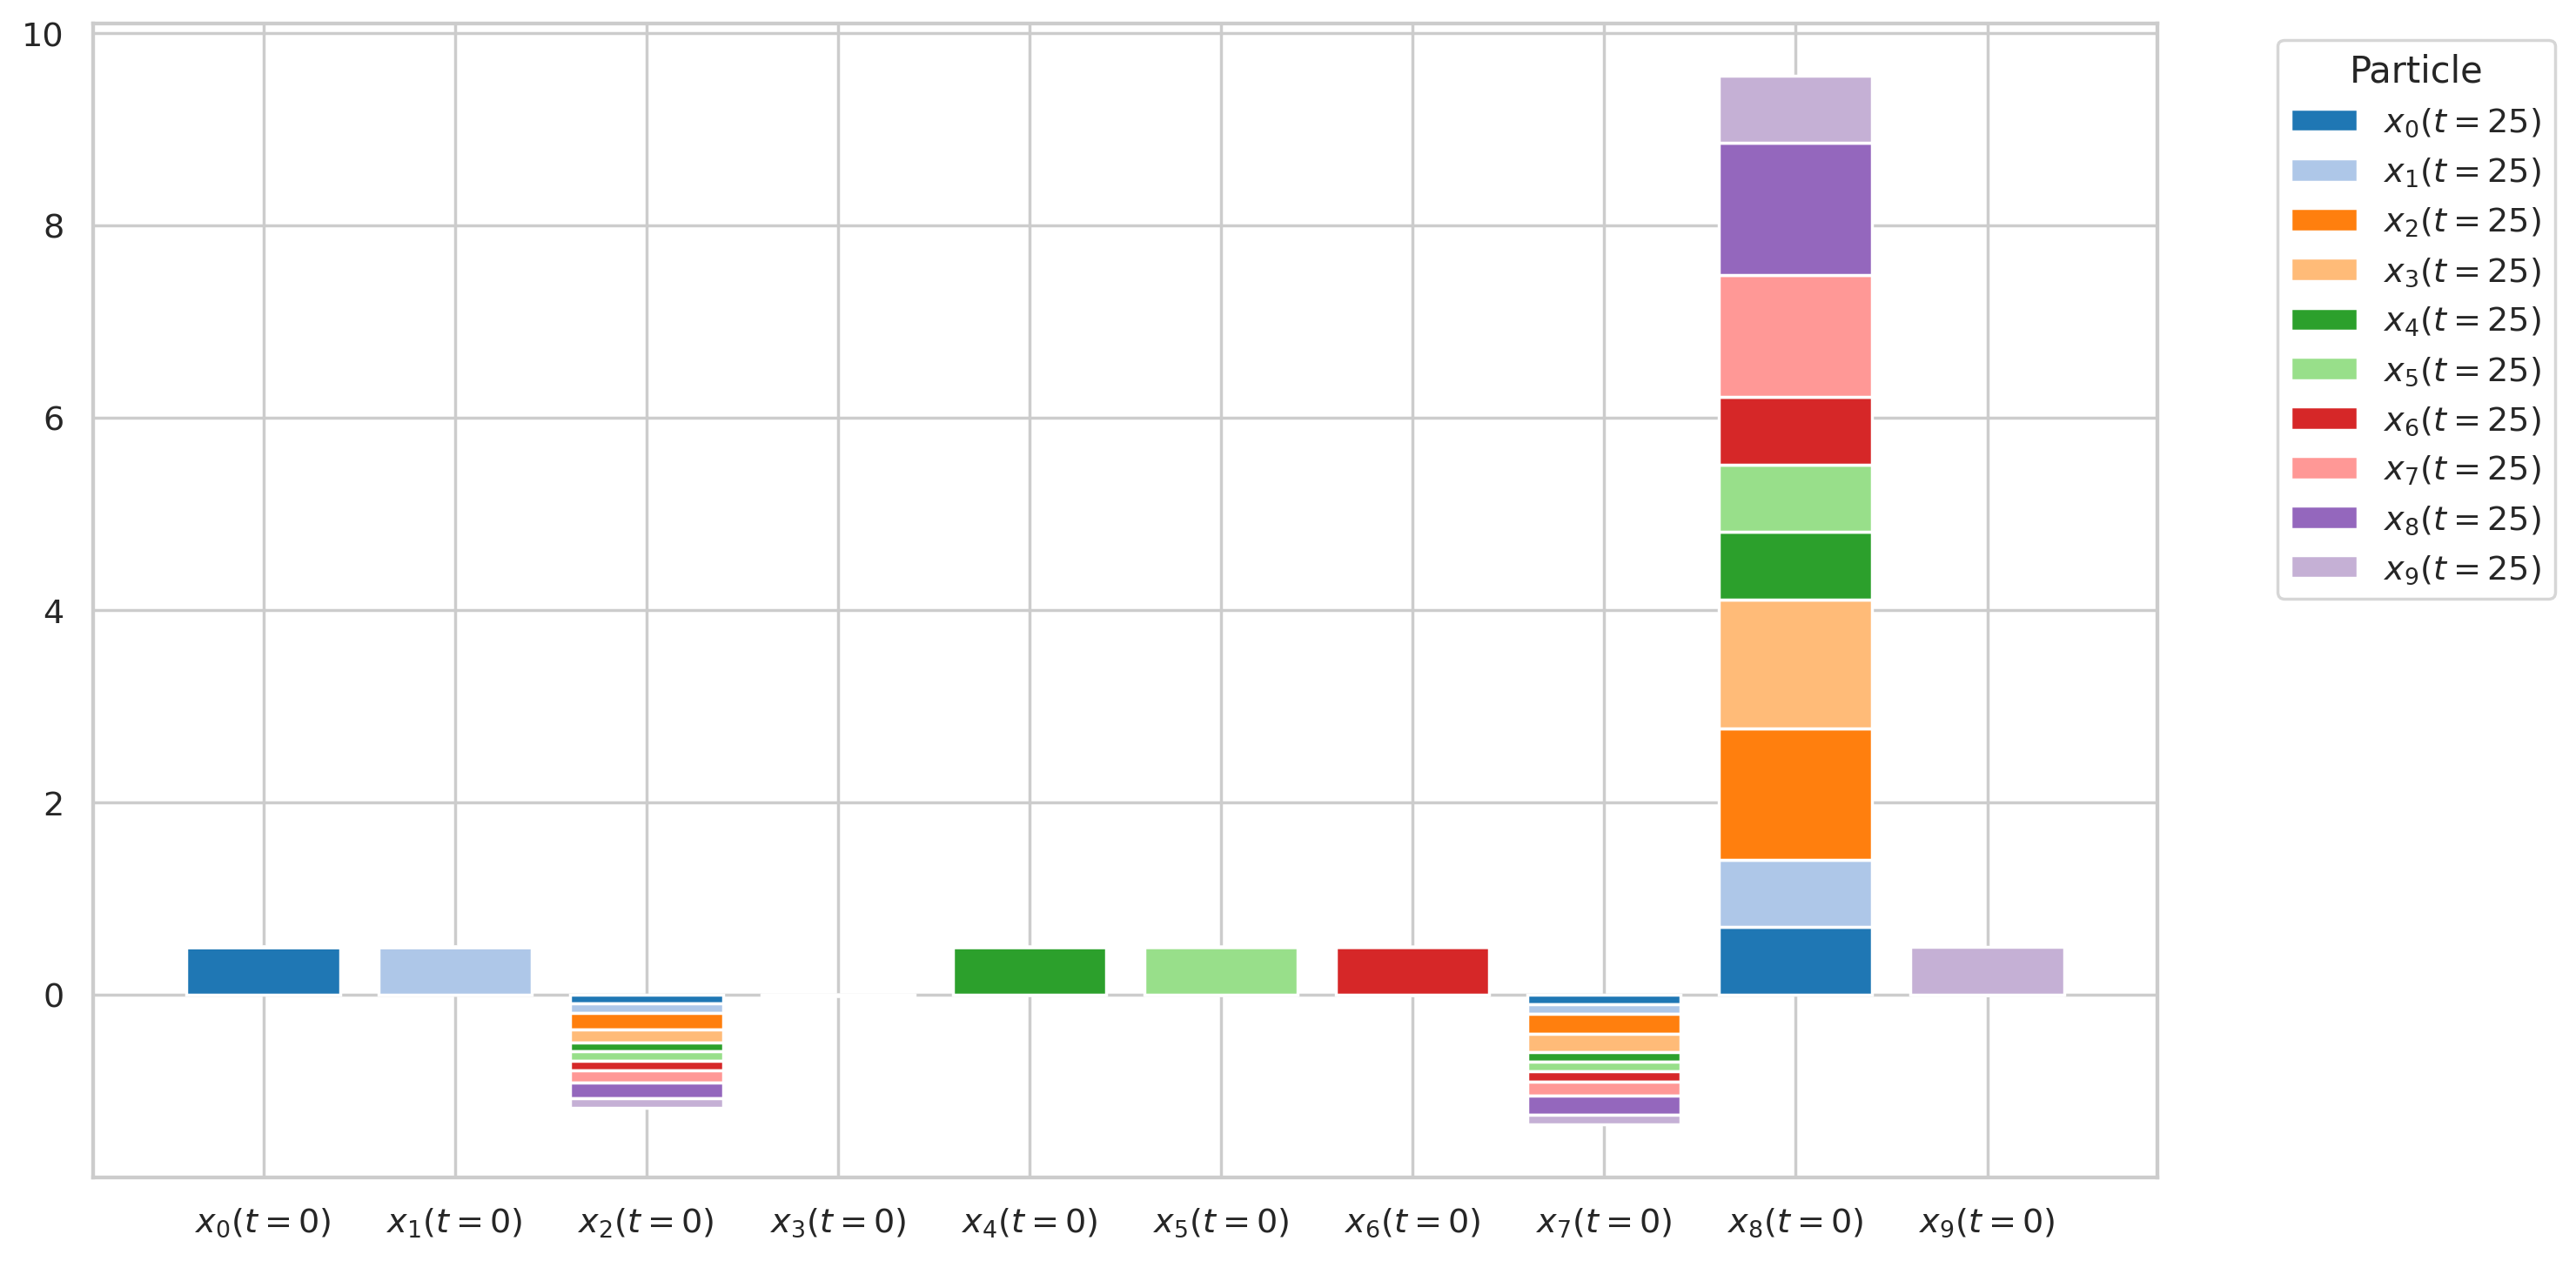 10
8
6
4
2
0
x₀(t = 0) x₁(t = 0) x₂(t = 0) x₃(t = 0) x₄(t = 0) x₅(t = 0) x₆(t = 0) x₇(t = 0) x₈(t = 0) x₉(t = 0)
Particle
x₀(t = 25)
x₁(t = 25)
x₂(t = 25)
x₃(t = 25)
x₄(t = 25)
x₅(t = 25)
x₆(t = 25)
x₇(t = 25)
x₈(t = 25)
x₉(t = 25)